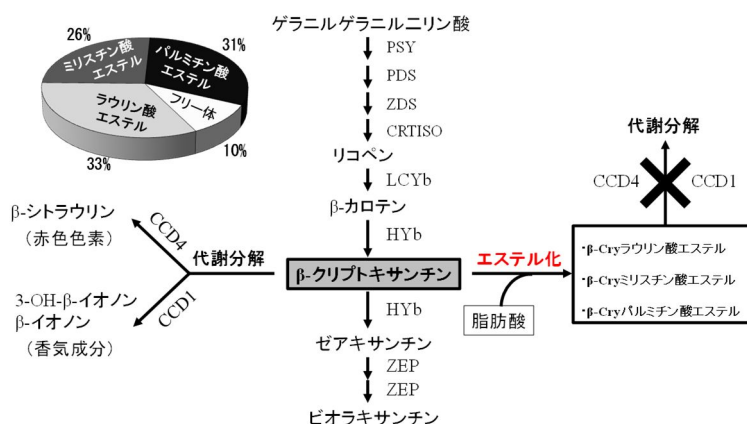 26%
31%
ミリスチン酸
エステル
パルミチン酸
エステル
ラウリン酸
エステル
フリー体
33%
10%
ゲラニルゲラニル二リン酸
PSY
PDS
ZDS
CRTISO
リコペン
LCYb
β-カロテン
HYb
β-クリプトキサンチン
HYb
ゼアキサンチン
ZEP
ZEP
ビオラキサンチン
代謝分解
CCD4
CCD1
β-シトラウリン
（赤色色素）
3-OH-β-イオノン
β-イオノン
（香気成分）
エステル化
脂肪酸
代謝分解
CCD4
CCD1
・β-Cryラウリン酸エステル
・β-Cryミリスチン酸エステル
・β-Cryパルミチン酸エステル